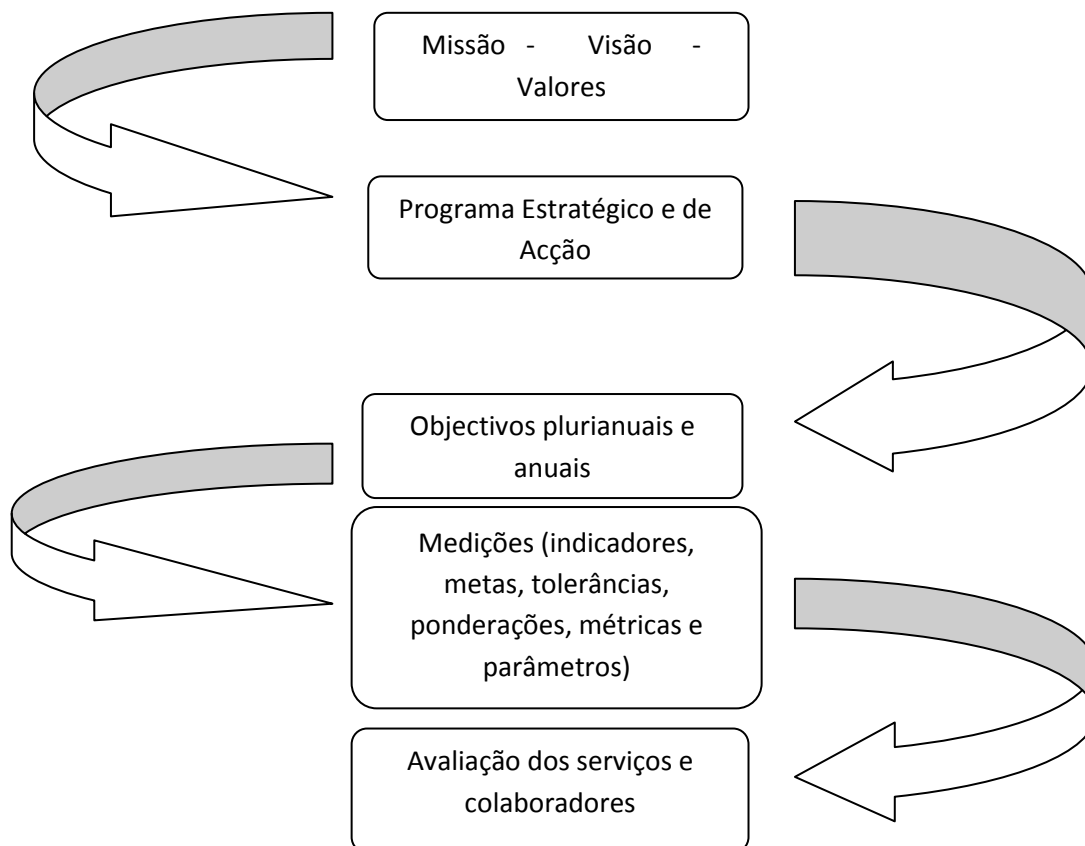 Missão - Visão -
Valores
Programa Estratégico e de
Acção
Objectivos plurianuais e
anuais
Medições (indicadores,
metas, tolerâncias,
ponderações, métricas e
parâmetros)
Avaliação dos serviços e
colaboradores